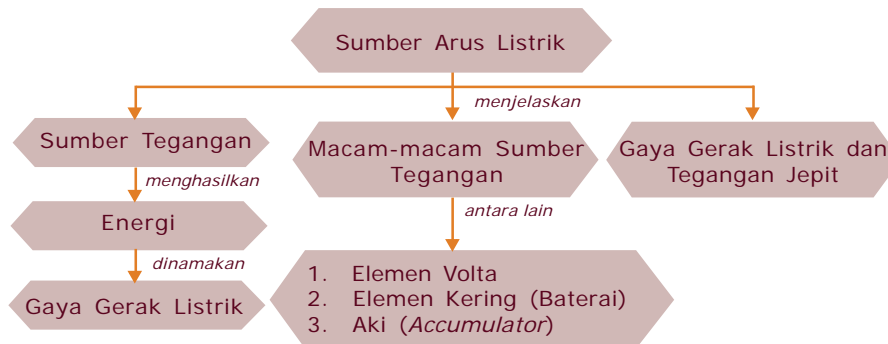 Sumber Arus Listrik
menjelaskan
Sumber Tegangan
menghasilkan
Energi
dinamakan
Gaya Gerak Listrik
Macam-macam Sumber
Tegangan
antara lain
1. Elemen Volta
2. Elemen Kering (Baterai)
3. Aki (Accumulator)
Gaya Gerak Listrik dan
Tegangan Jepit